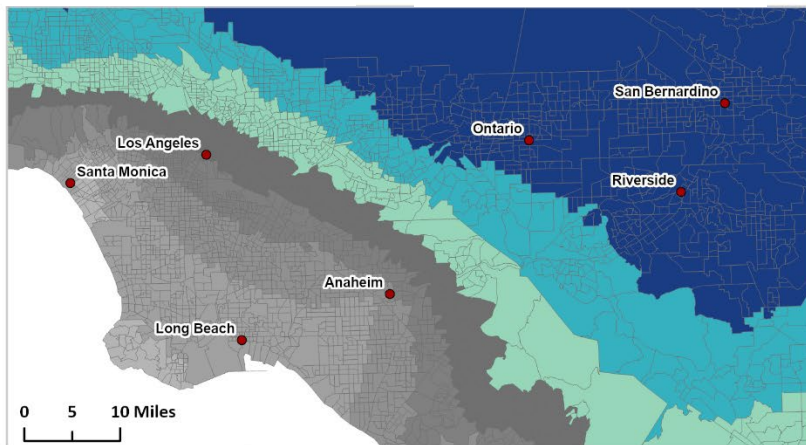 San Bernardino
Ontario
Los Angeles
Santa Monica
Riverside
Anaheim
Long Beach
0 5 10 Miles